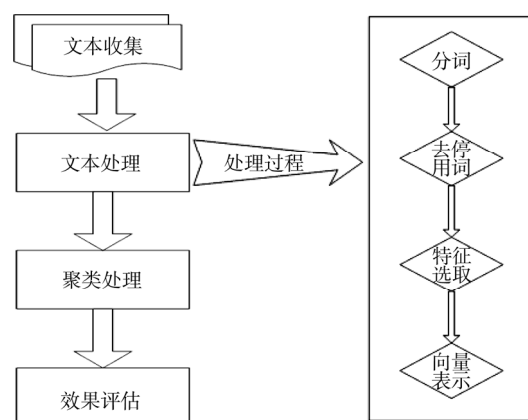 文本收集
文本处理
处理过程
聚类处理
效果评估
分词
去停
用词
特征
选取
向量
表示